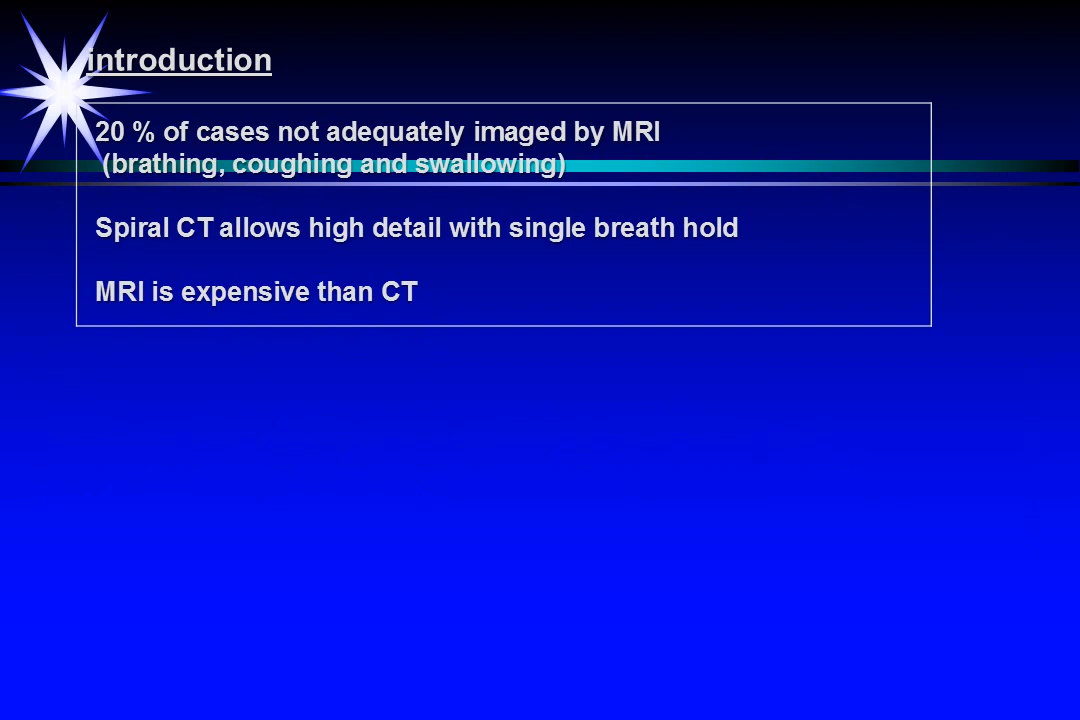 introduction
20 % of cases not adequately imaged by MRI
(brathing, coughing and swallowing)
Spiral CT allows high detail with single breath hold
MRI is expensive than CT